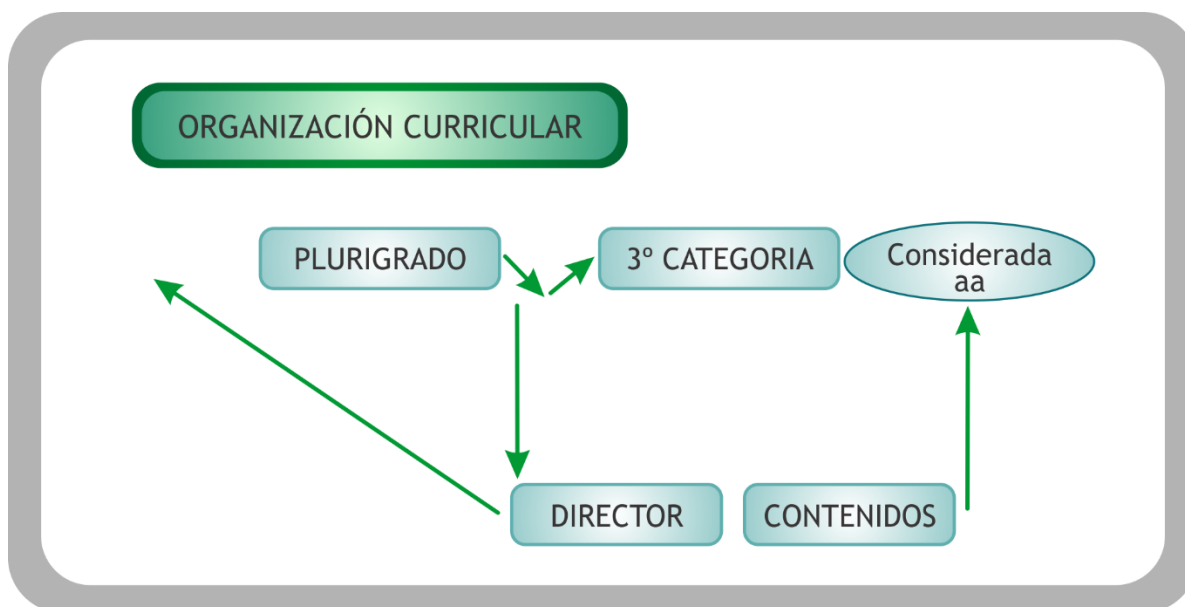 ORGANIZACIÓN CURRICULAR
PLURIGRADO
3º CATEGORIA
Considerada
aa
DIRECTOR
CONTENIDOS